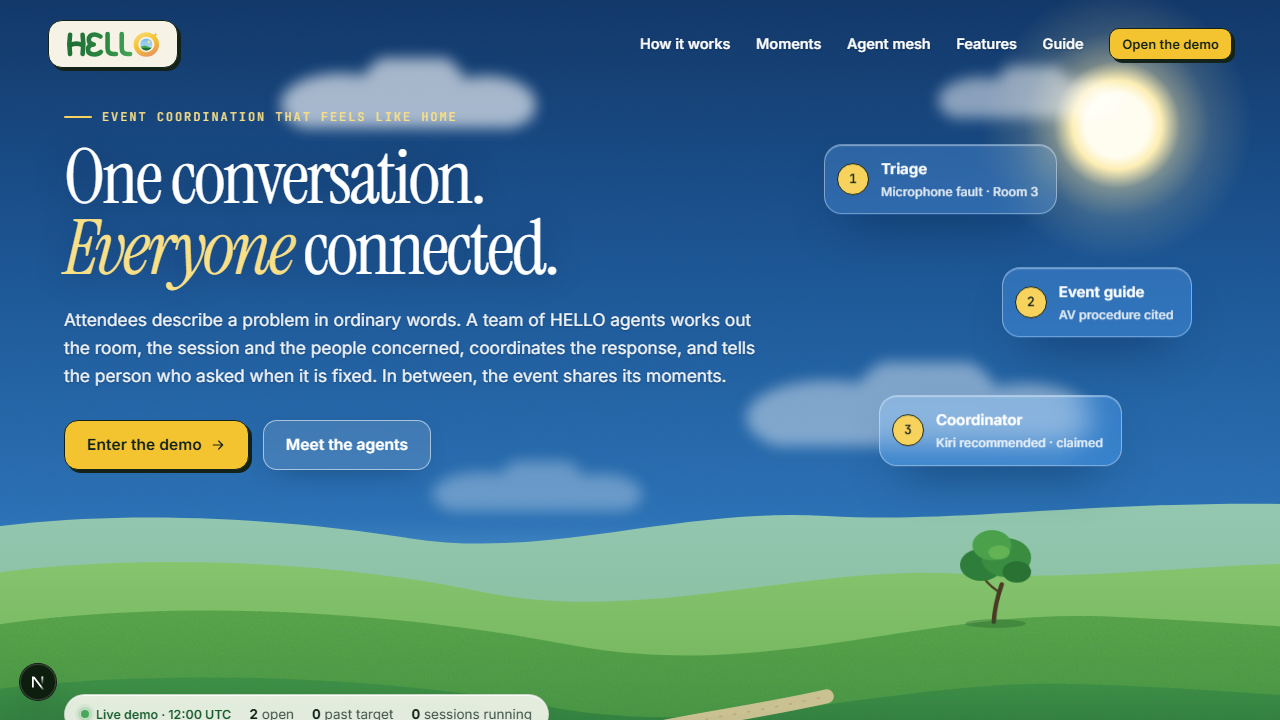 HELLO
How it works
Moments
Agent mesh
Features
Guide
Open the demo
EVENT COORDINATION THAT FEELS LIKE HOME
One conversation.
Everyone connected.
Attendees describe a problem in ordinary words. A team of HELLO agents works out
the room, the session and the people concerned, coordinates the response, and tells
the person who asked when it is fixed. In between, the event shares its moments.
Enter the demo →
Meet the agents
1
Triage
Microphone fault · Room 3
2
Event guide
AV procedure cited
3
Coordinator
Kiri recommended · claimed
N
Live demo · 12:00 UTC 2 open 0 past target 0 sessions running